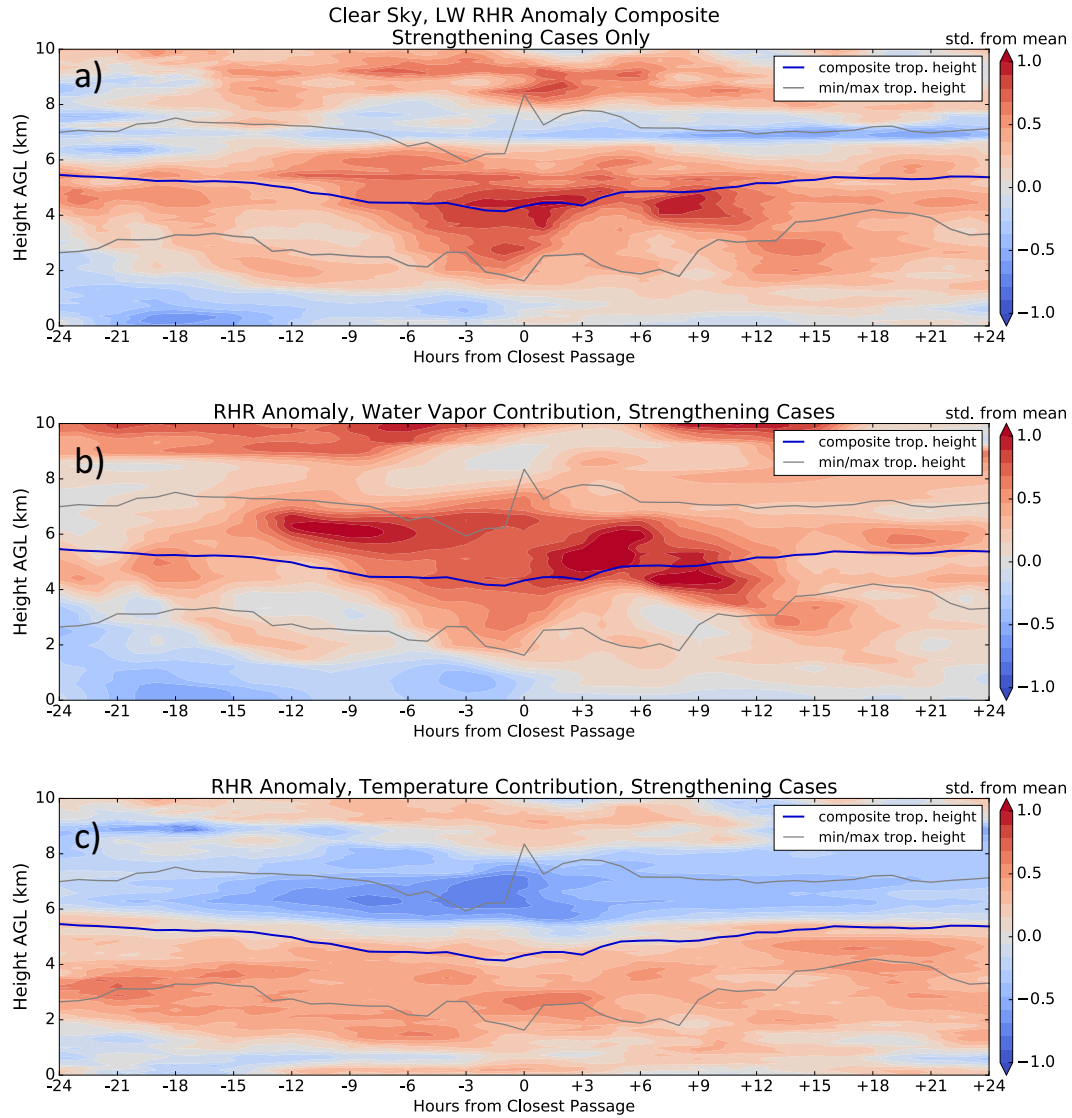 Clear Sky, LW RHR Anomaly Composite
Strengthening Cases Only
std. from mean
a)
composite trop. height
min/max trop. height
Height AGL (km)
10
8
6
4
2
0
-24 -21 -18 -15 -12 -9 -6 -3 0 +3 +6 +9 +12 +15 +18 +21 +24
Hours from Closest Passage
1.0
0.5
0.0
−0.5
−1.0
RHR Anomaly, Water Vapor Contribution, Strengthening Cases
std. from mean
b)
composite trop. height
min/max trop. height
Height AGL (km)
10
8
6
4
2
0
-24 -21 -18 -15 -12 -9 -6 -3 0 +3 +6 +9 +12 +15 +18 +21 +24
Hours from Closest Passage
1.0
0.5
0.0
−0.5
−1.0
RHR Anomaly, Temperature Contribution, Strengthening Cases
std. from mean
c)
composite trop. height
min/max trop. height
Height AGL (km)
10
8
6
4
2
0
-24 -21 -18 -15 -12 -9 -6 -3 0 +3 +6 +9 +12 +15 +18 +21 +24
Hours from Closest Passage
1.0
0.5
0.0
−0.5
−1.0